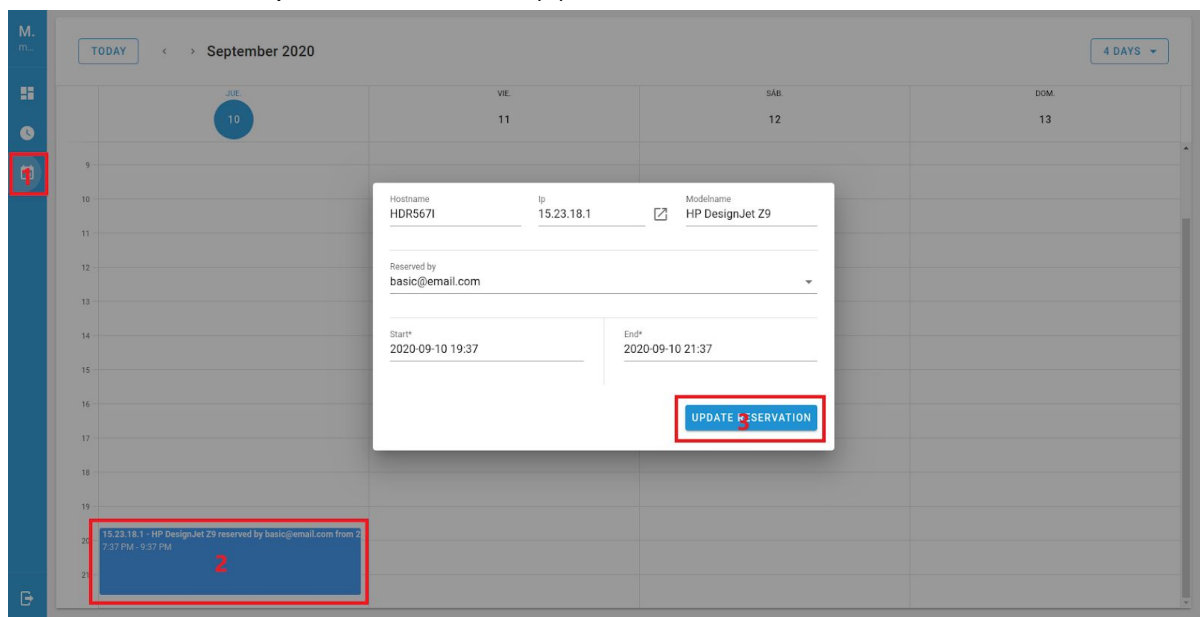 M.
m...
TODAY
September 2020
4 DAYS
JUE.
VIE.
SÁB.
DOM.
10
11
12
13
1
9
10
11
12
13
14
15
16
17
18
19
20
21
Hostname
HDR567I
Ip
15.23.18.1
Modelname
HP DesignJet Z9
Reserved by
basic@email.com
Start*
2020-09-10 19:37
End*
2020-09-10 21:37
UPDATE RESERVATION
3
15.23.18.1 - HP DesignJet Z9 reserved by basic@email.com from 2
7:37 PM - 9:37 PM
2